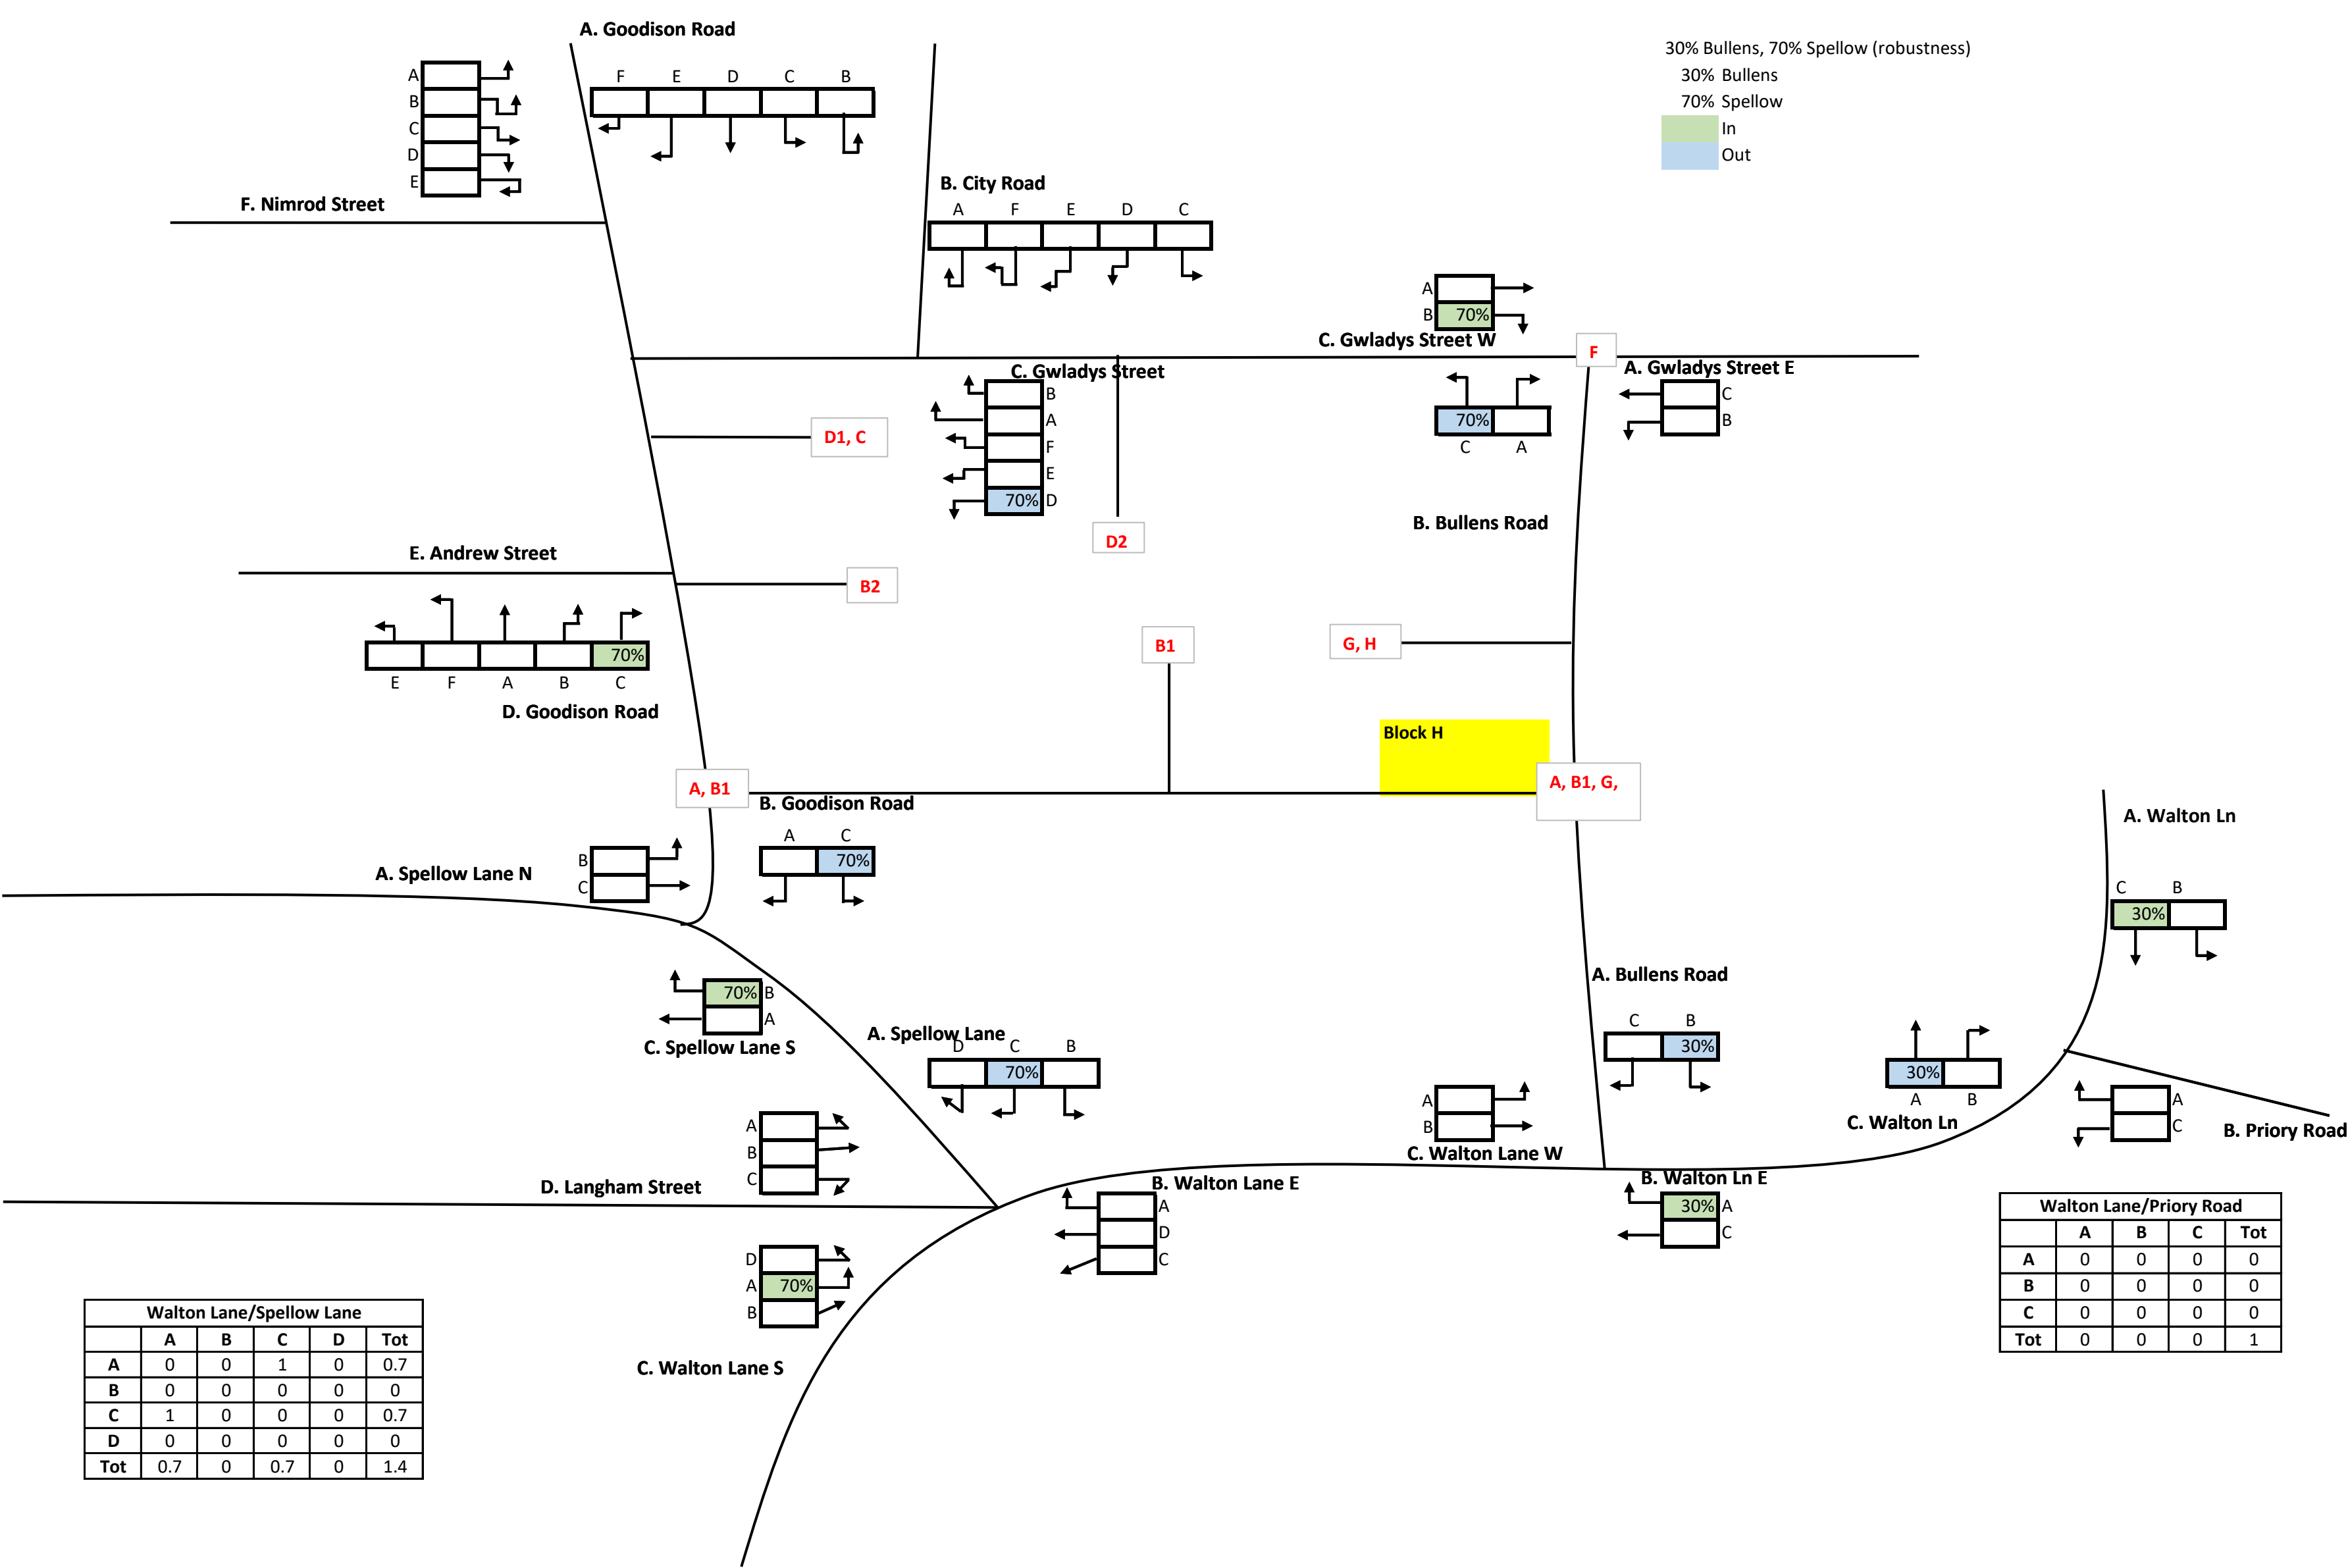 A. Goodison Road
30% Bullens, 70% Spellow (robustness)
30% Bullens
70% Spellow
In
Out
A
B
C
D
E
F E D C B
F. Nimrod Street
B. City Road
A F E D C
A
B 70%
C. Gwladys Street W
F
A. Gwladys Street E
C
B
C. Gwladys Street
B
A
F
E
70% D
70%
C A
D1, C
B. Bullens Road
D2
E. Andrew Street
B2
70%
E F A B C
D. Goodison Road
B1
G, H
Block H
A, B1
A, B1, G,
B. Goodison Road
A C
70%
A. Spellow Lane N
B
C
A. Walton Ln
C B
30%
70% B
A
C. Spellow Lane S
A. Spellow Lane
D C B
70%
A. Bullens Road
C B
30%
30%
A B
C. Walton Ln
A
C
B. Priory Road
A
B
C. Walton Lane W
A
B
C
D. Langham Street
B. Walton Lane E
A
D
C
B. Walton Ln E
30% A
C
D
A 70%
B
C. Walton Lane S
Walton Lane/Priory Road
A B C Tot
A 0 0 0 0
B 0 0 0 0
C 0 0 0 0
Tot 0 0 0 1
Walton Lane/Spellow Lane
A B C D Tot
A 0 0 1 0 0.7
B 0 0 0 0 0
C 1 0 0 0 0.7
D 0 0 0 0 0
Tot 0.7 0 0.7 0 1.4